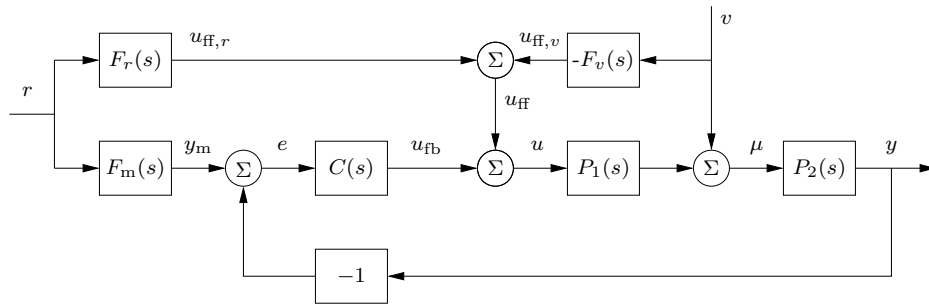 v
u_ff,r
u_ff,v
F_r(s)
Σ
-F_v(s)
r
u_ff
y_m
e
u_fb
u
μ
y
F_m(s)
Σ
C(s)
Σ
P_1(s)
Σ
P_2(s)
−1